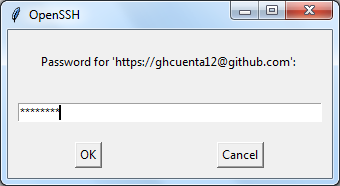 OpenSSH
Password for 'https://ghcuenta12@github.com':
********
OK Cancel